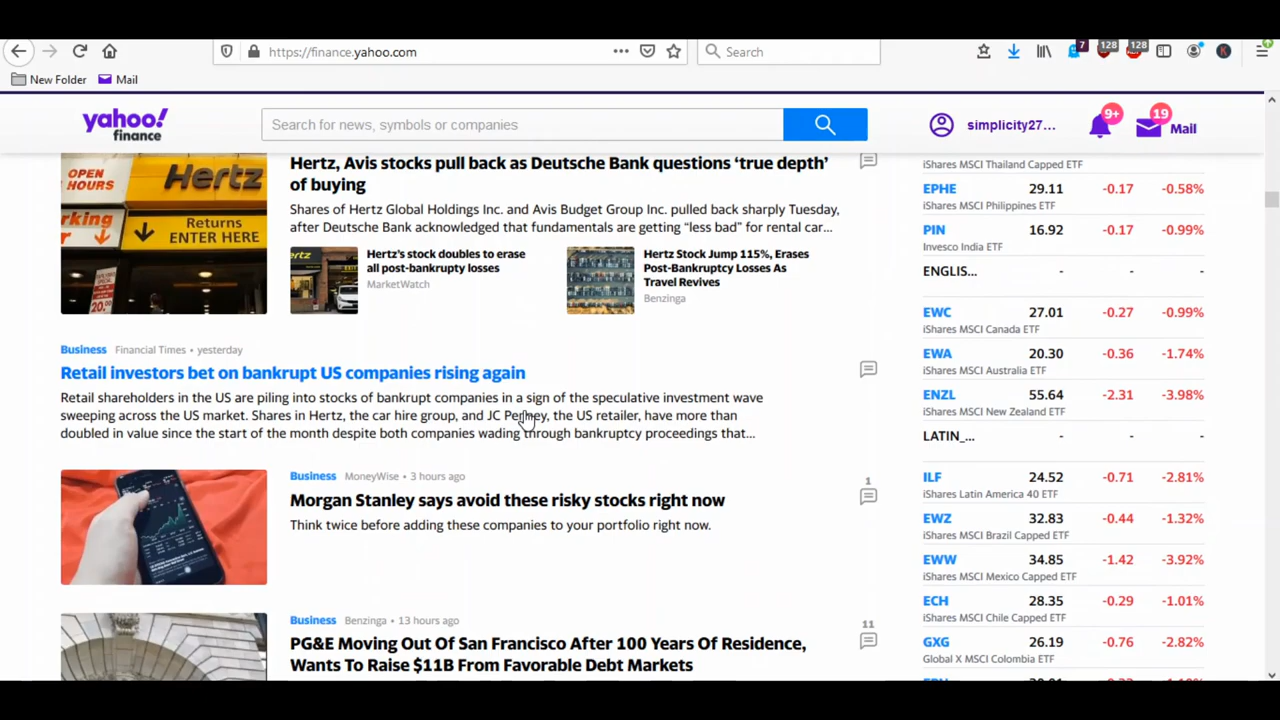 https://finance.yahoo.com
Search
7
128
128
New Folder
Mail
yahoo!
finance
Search for news, symbols or companies
simplicity27...
9+
19
Mail
OPEN
HOURS
Hertz
Returns
ENTER HERE
Hertz, Avis stocks pull back as Deutsche Bank questions ‘true depth’
of buying
Shares of Hertz Global Holdings Inc. and Avis Budget Group Inc. pulled back sharply Tuesday,
after Deutsche Bank acknowledged that fundamentals are getting “less bad” for rental car...
Hertz’s stock doubles to erase
all post-bankrupty losses
MarketWatch
Hertz Stock Jump 115%, Erases
Post-Bankruptcy Losses As
Travel Revives
Benzinga
Business Financial Times • yesterday
Retail investors bet on bankrupt US companies rising again
Retail shareholders in the US are piling into stocks of bankrupt companies in a sign of the speculative investment wave
sweeping across the US market. Shares in Hertz, the car hire group, and JC Penney, the US retailer, have more than
doubled in value since the start of the month despite both companies wading through bankruptcy proceedings that...
Business MoneyWise • 3 hours ago
1
Morgan Stanley says avoid these risky stocks right now
Think twice before adding these companies to your portfolio right now.
Business Benzinga • 13 hours ago
11
PG&E Moving Out Of San Francisco After 100 Years Of Residence,
Wants To Raise $11B From Favorable Debt Markets
iShares MSCI Thailand Capped ETF
EPHE 29.11 -0.17 -0.58%
iShares MSCI Philippines ETF
PIN 16.92 -0.17 -0.99%
Invesco India ETF
ENGLIS... - - -
EWC 27.01 -0.27 -0.99%
iShares MSCI Canada ETF
EWA 20.30 -0.36 -1.74%
iShares MSCI Australia ETF
ENZL 55.64 -2.31 -3.98%
iShares MSCI New Zealand ETF
LATIN_... - - -
ILF 24.52 -0.71 -2.81%
iShares Latin America 40 ETF
EWZ 32.83 -0.44 -1.32%
iShares MSCI Brazil Capped ETF
EWW 34.85 -1.42 -3.92%
iShares MSCI Mexico Capped ETF
ECH 28.35 -0.29 -1.01%
iShares MSCI Chile Capped ETF
GXG 26.19 -0.76 -2.82%
Global X MSCI Colombia ETF